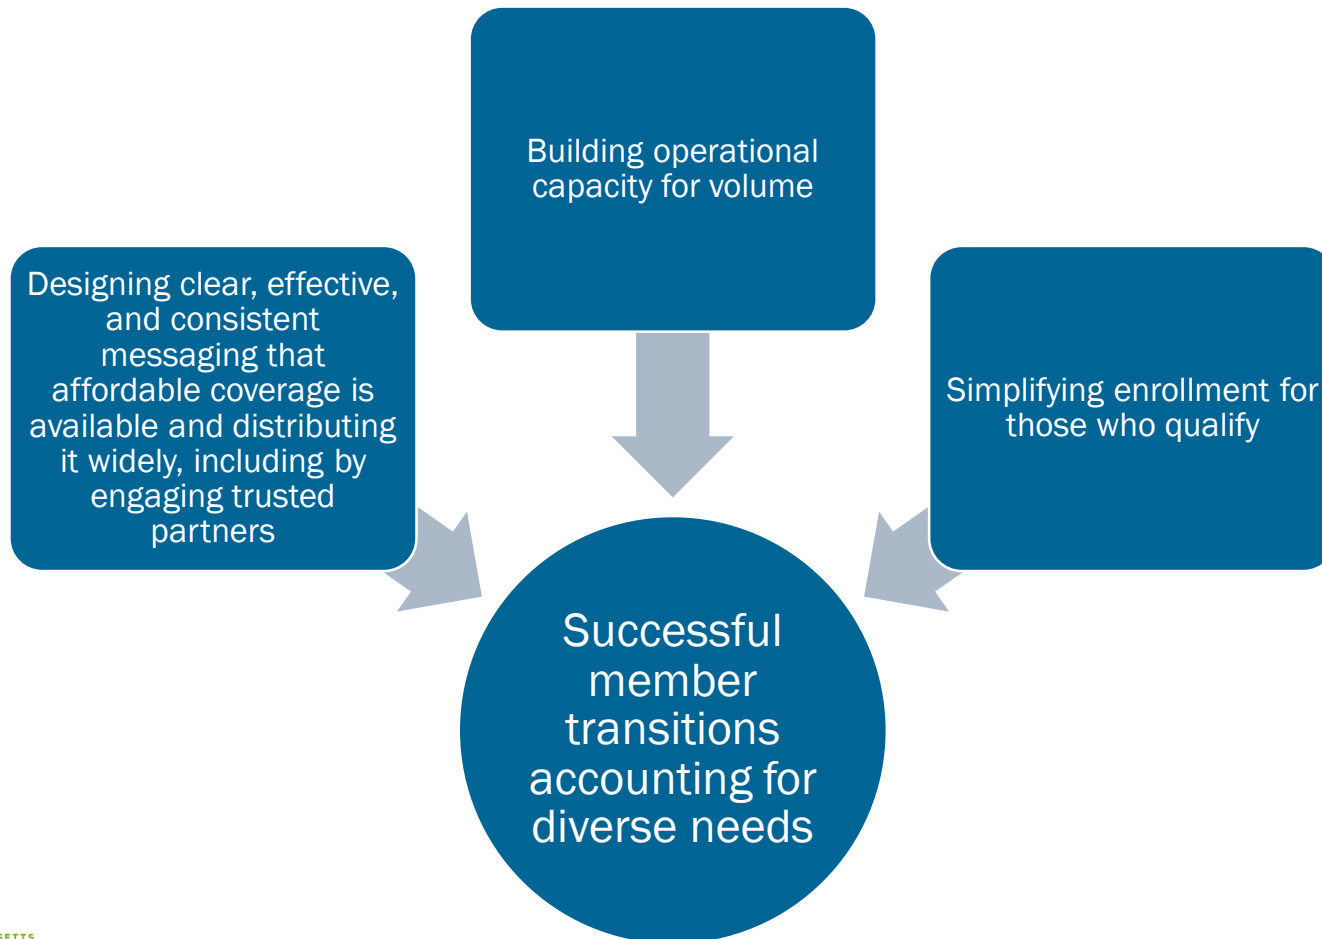 Building operational
capacity for volume
Designing clear, effective,
and consistent
messaging that
affordable coverage is
available and distributing
it widely, including by
engaging trusted
partners
Simplifying enrollment for
those who qualify
Successful
member
transitions
accounting for
diverse needs